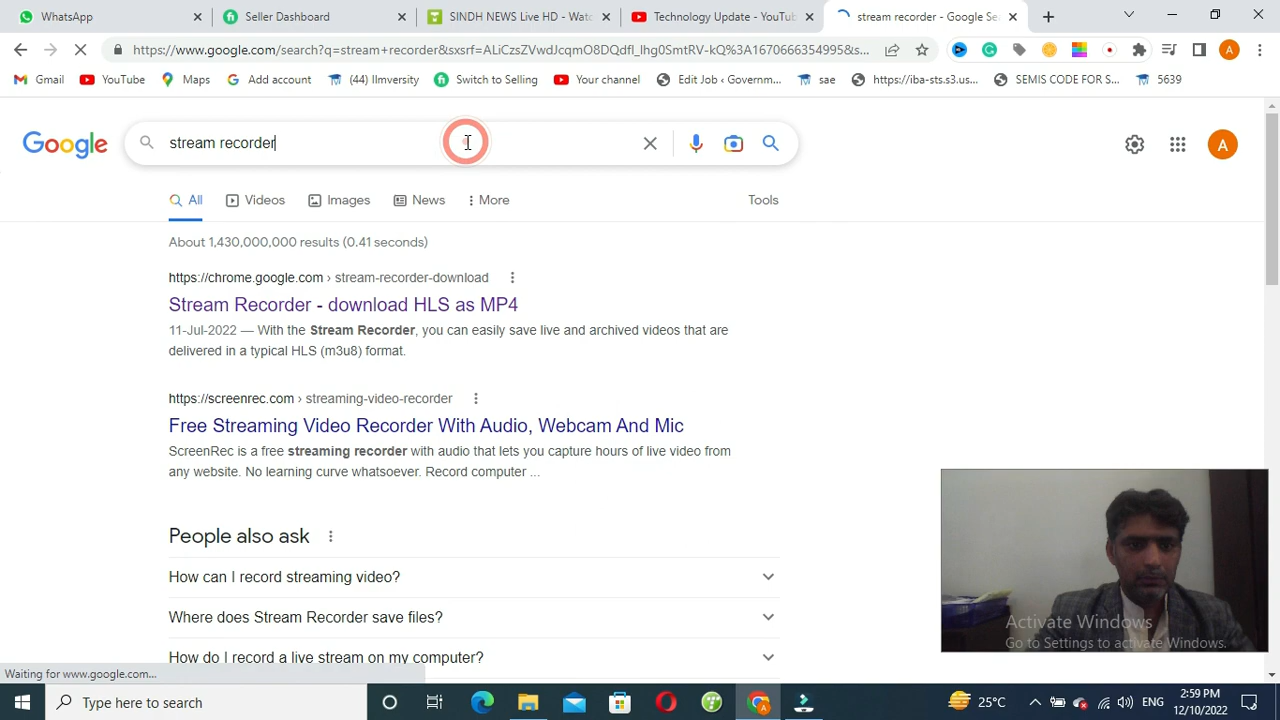 WhatsApp
Seller Dashboard
SINDH NEWS Live HD - Wat
Technology Update - YouTub
stream recorder - Google Sea
https://www.google.com/search?q=stream+recorder&sxsrf=ALiCzsZVwdJcqmO8DQdfl_lhg0SmtRV-kQ%3A1670666354995&s...
Gmail
YouTube
Maps
Add account
(44) Ilmversity
Switch to Selling
Your channel
Edit Job - Governm...
sae
https://iba-sts.s3.us...
SEMIS CODE FOR S...
5639
Google
stream recorder
A
All
Videos
Images
News
More
Tools
About 1,430,000,000 results (0.41 seconds)
https://chrome.google.com › stream-recorder-download
Stream Recorder - download HLS as MP4
11-Jul-2022 — With the Stream Recorder, you can easily save live and archived videos that are
delivered in a typical HLS (m3u8) format.
https://screenrec.com › streaming-video-recorder
Free Streaming Video Recorder With Audio, Webcam And Mic
ScreenRec is a free streaming recorder with audio that lets you capture hours of live video from
any website. No learning curve whatsoever. Record computer ...
People also ask
How can I record streaming video?
Where does Stream Recorder save files?
How do I record a live stream on my computer?
Activate Windows
Go to Settings to activate Windows.
Waiting for www.google.com...
Type here to search
25°C
ENG
2:59 PM
12/10/2022